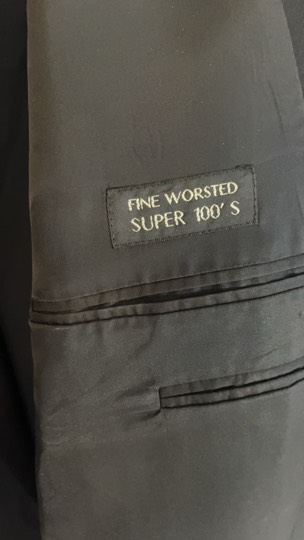 FINE WORSTED
SUPER 100' S